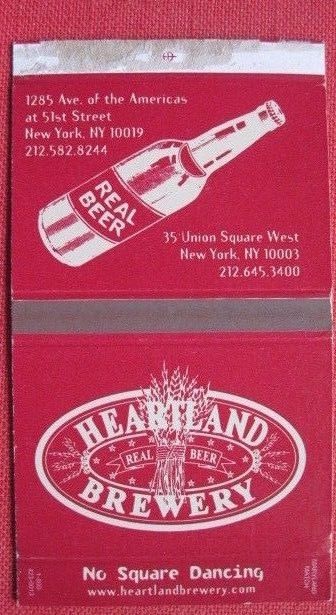 1285 Ave. of the Americas
at 51st Street
New York, NY 10019
212.582.8244
REAL
BEER
35 Union Square West
New York, NY 10003
212.645.3400
HEARTLAND
REAL BEER
BREWERY
No Square Dancing
www.heartlandbrewery.com